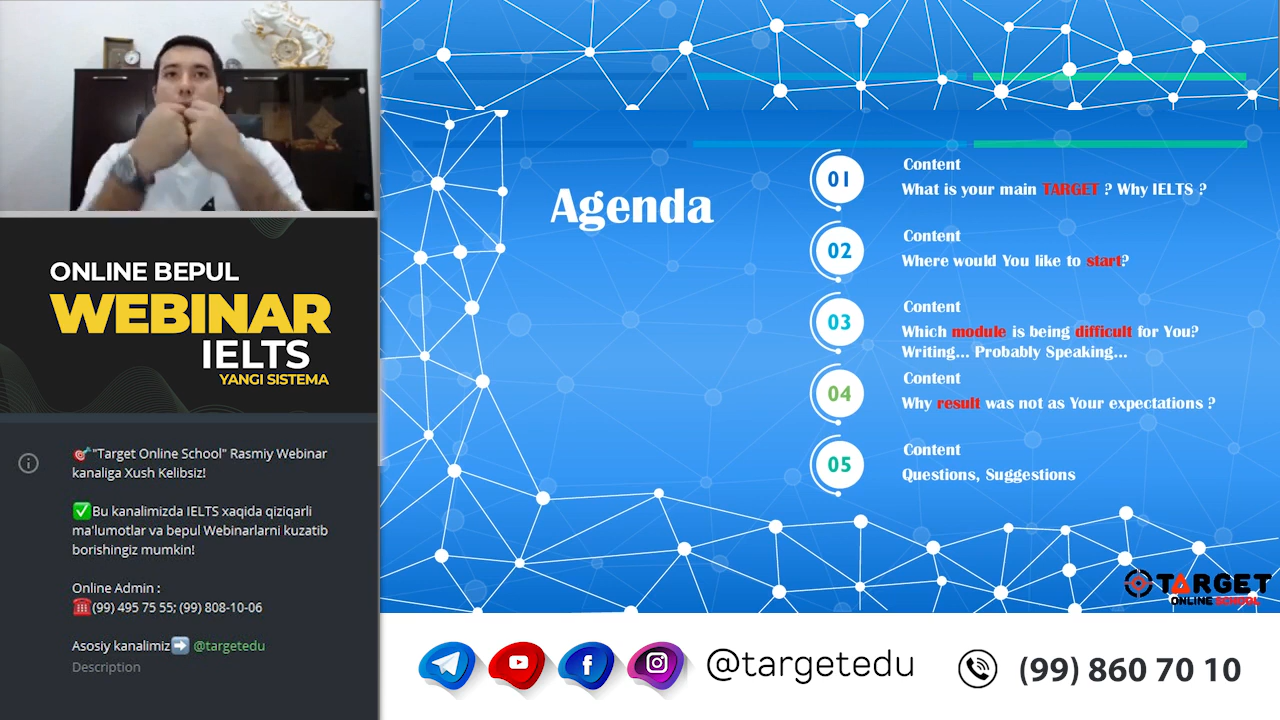 ONLINE BEPUL
WEBINAR
IELTS
YANGI SISTEMA
"Target Online School" Rasmiy Webinar
kanaliga Xush Kelibsiz!
Bu kanalimizda IELTS xaqida qiziqarli
ma'lumotlar va bepul Webinarlarni kuzatib
borishingiz mumkin!
Online Admin :
(99) 495 75 55; (99) 808-10-06
Asosiy kanalimiz @targetedu
Description
Agenda
01
Content
What is your main TARGET ? Why IELTS ?
02
Content
Where would You like to start?
03
Content
Which module is being difficult for You?
Writing... Probably Speaking...
04
Content
Why result was not as Your expectations ?
05
Content
Questions, Suggestions
TARGET
ONLINE SCHOOL
@targetedu
(99) 860 70 10